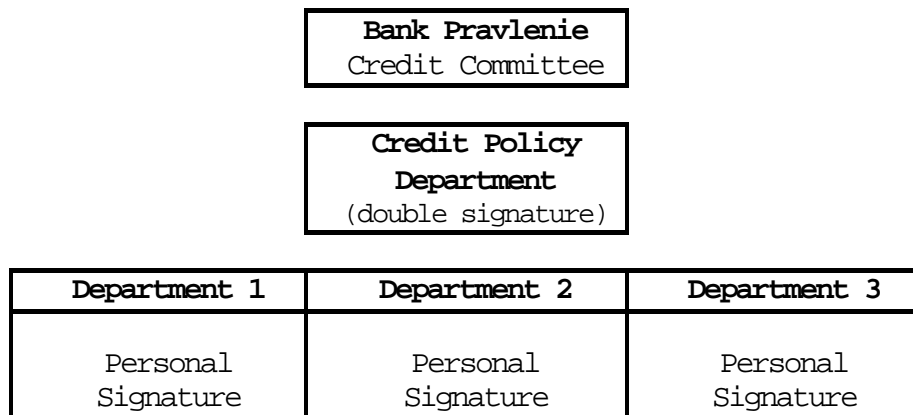 Bank Pravlenie
Credit Committee
Credit Policy
Department
(double signature)
Department 1 Department 2 Department 3
Personal Personal Personal
Signature Signature Signature